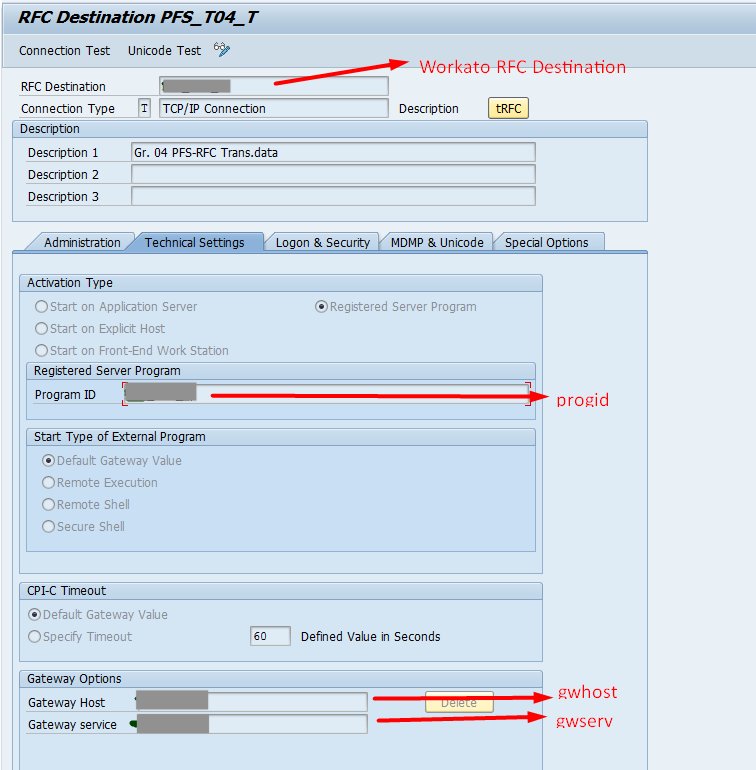 RFC Destination PFS_T04_T
Connection Test Unicode Test
Workato RFC Destination
RFC Destination
Connection Type T TCP/IP Connection Description tRFC
Description
Description 1 Gr. 04 PFS-RFC Trans.data
Description 2
Description 3
Administration Technical Settings Logon & Security MDMP & Unicode Special Options
Activation Type
Start on Application Server Registered Server Program
Start on Explicit Host
Start on Front-End Work Station
Registered Server Program
Program ID progid
Start Type of External Program
Default Gateway Value
Remote Execution
Remote Shell
Secure Shell
CPI-C Timeout
Default Gateway Value
Specify Timeout 60 Defined Value in Seconds
Gateway Options
Gateway Host Delete gwhost
Gateway service gwserv